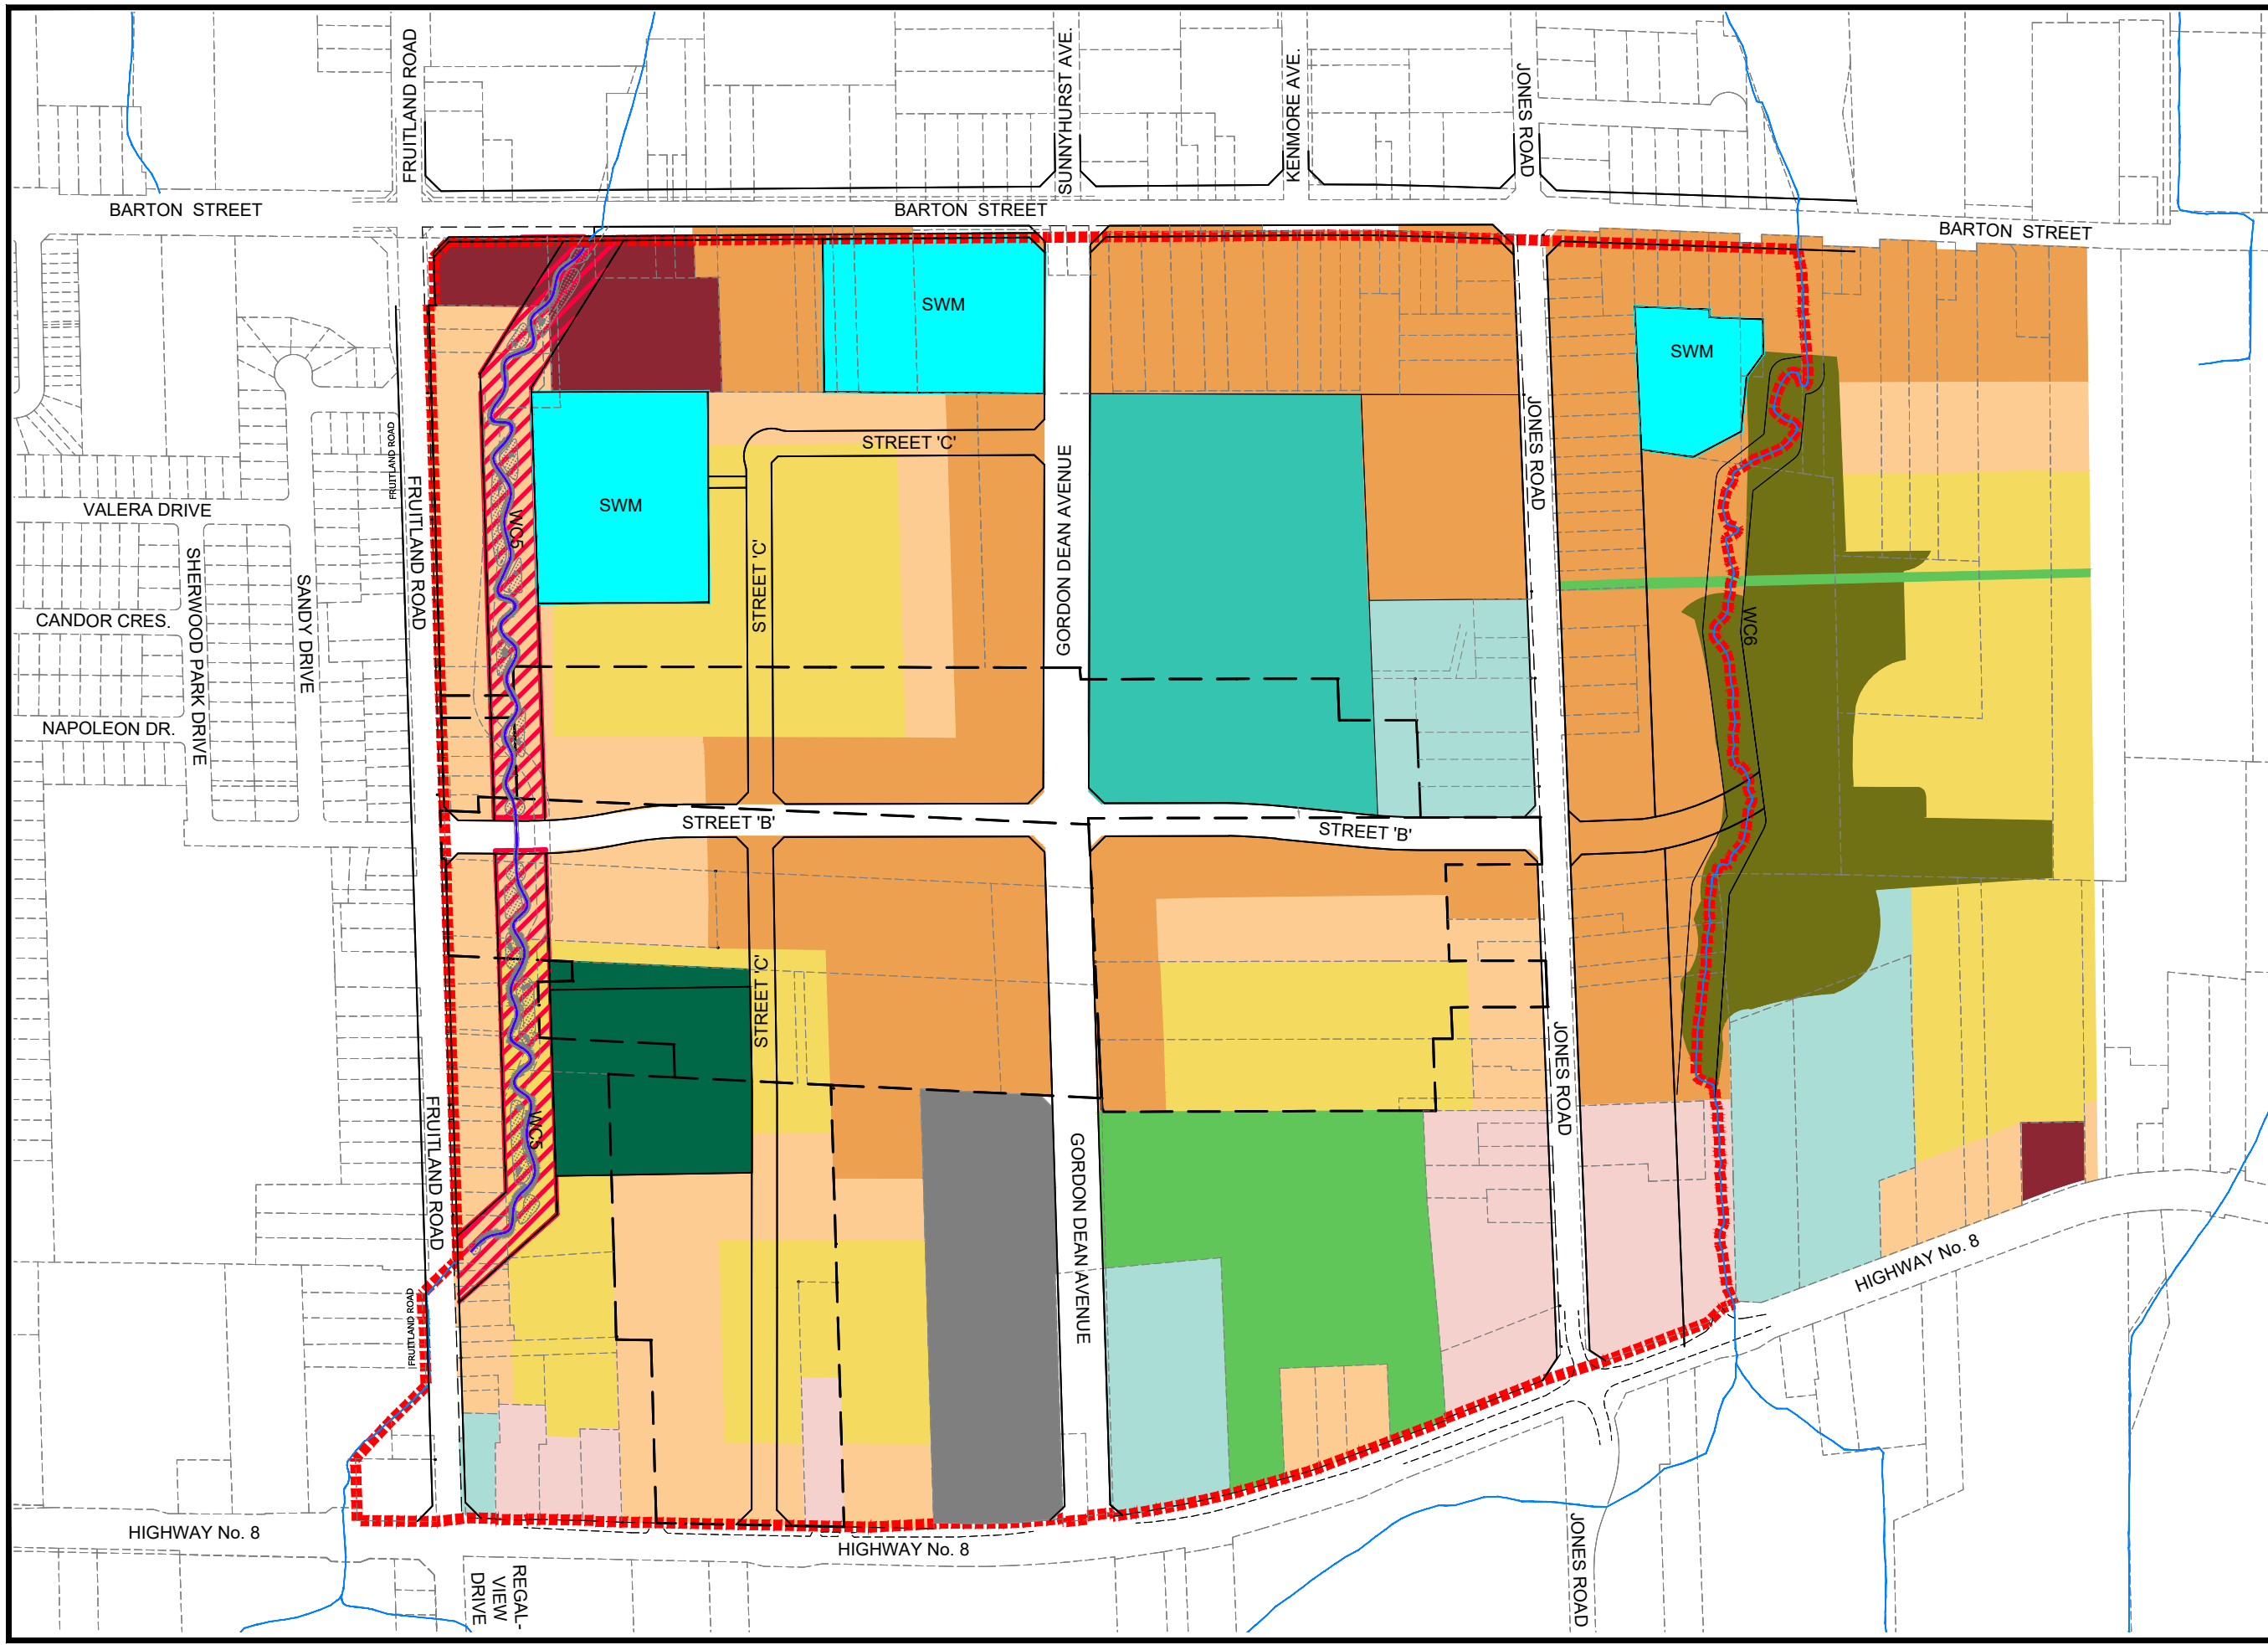 FRUITLAND ROAD
SUNNYHURST AVE.
KENMORE AVE.
JONES ROAD
BARTON STREET
BARTON STREET
BARTON STREET
SWM
SWM
STREET 'C'
FRUITLAND ROAD
FRUITLAND ROAD
JONES ROAD
GORDON DEAN AVENUE
SWM
WC5
VALERA DRIVE
STREET 'C'
SHERWOOD PARK DRIVE
SANDY DRIVE
CANDOR CRES.
WC6
NAPOLEON DR.
STREET 'B'
STREET 'B'
STREET 'C'
JONES ROAD
FRUITLAND ROAD
WC5
GORDON DEAN AVENUE
HIGHWAY No. 8
FRUITLAND ROAD
HIGHWAY No. 8
HIGHWAY No. 8
REGAL-
VIEW
DRIVE
JONES ROAD